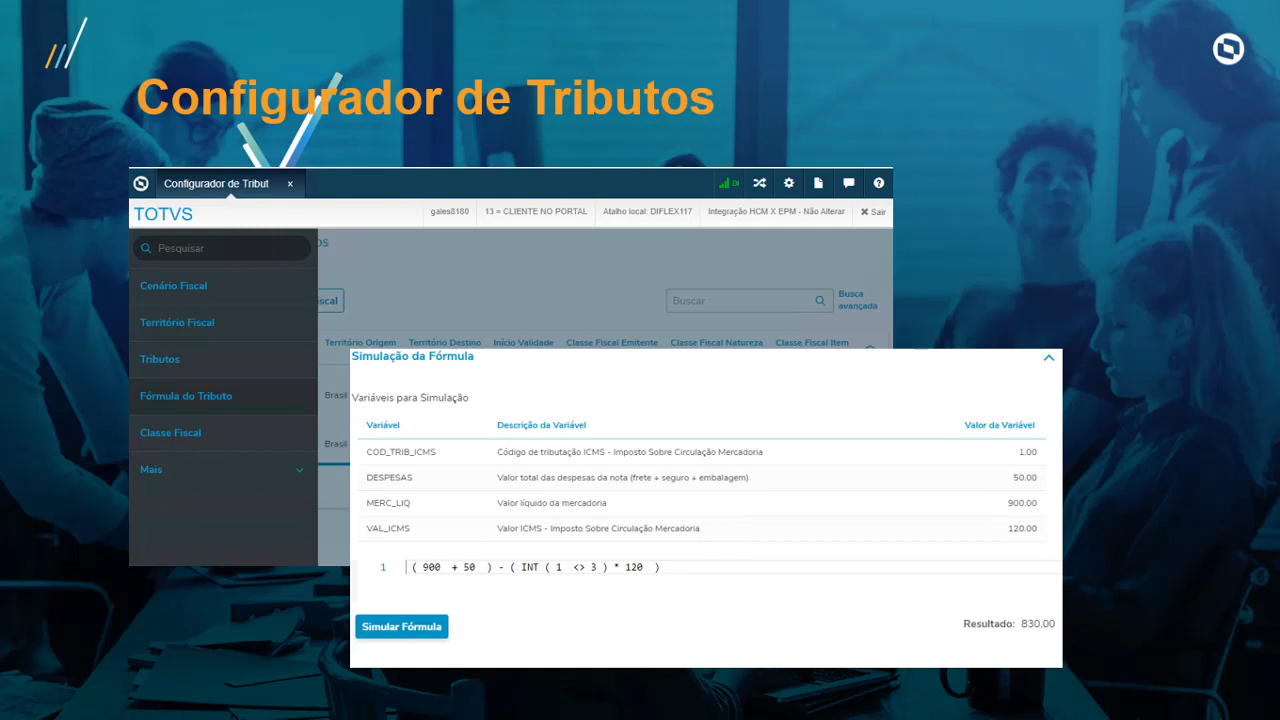 Configurador de Tributos
Configurador de Tribut x
DI
TOTVS
gales8180 13 = CLIENTE NO PORTAL Atalho local: DIFLEX117 Integração HCM X EPM - Não Alterar Sair
Pesquisar
os
Cenário Fiscal
iscal
Buscar
Busca
avançada
Território Fiscal
Território Origem Território Destino Início Validade Classe Fiscal Emitente Classe Fiscal Natureza Classe Fiscal Item
Tributos
Simulação da Fórmula
Fórmula do Tributo
Brasil
Variáveis para Simulação
Variável Descrição da Variável Valor da Variável
Classe Fiscal
Brasil
COD_TRIB_ICMS Código de tributação ICMS - Imposto Sobre Circulação Mercadoria 1.00
Mais
DESPESAS Valor total das despesas da nota (frete + seguro + embalagem) 50.00
MERC_LIQ Valor líquido da mercadoria 900.00
VAL_ICMS Valor ICMS - Imposto Sobre Circulação Mercadoria 120.00
1 ( 900 + 50 ) - ( INT ( 1 <> 3 ) * 120 )
Simular Fórmula
Resultado: 830,00